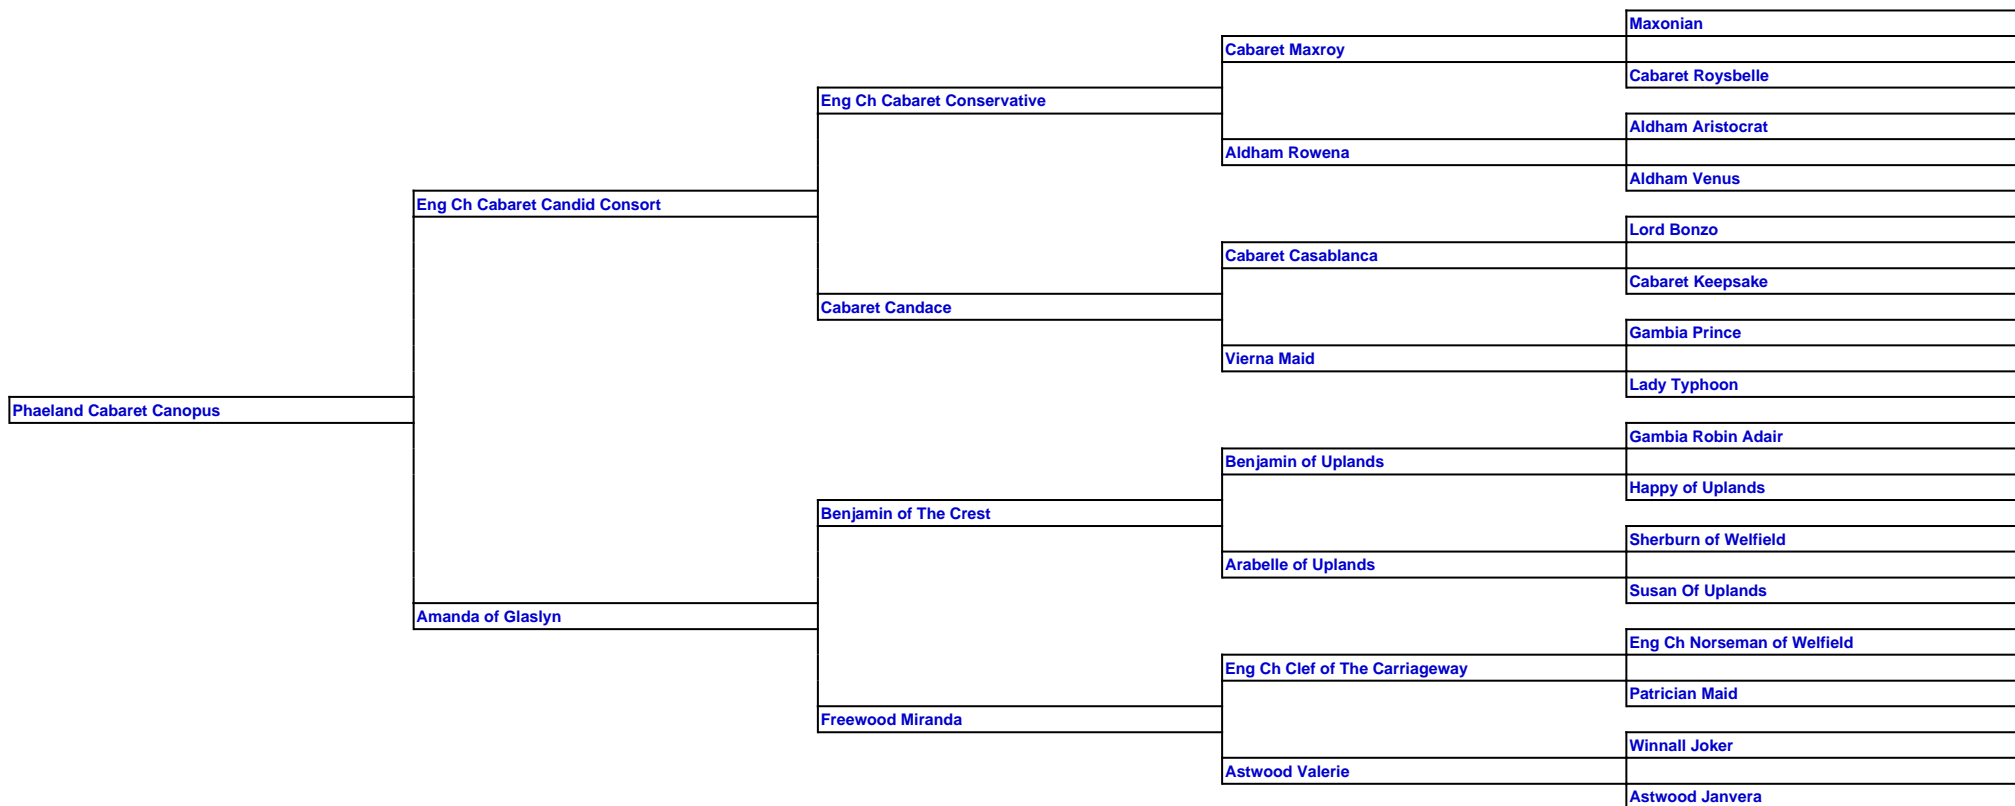 Maxonian
Cabaret Maxroy
Cabaret Roysbelle
Eng Ch Cabaret Conservative
Aldham Aristocrat
Aldham Rowena
Aldham Venus
Eng Ch Cabaret Candid Consort
Lord Bonzo
Cabaret Casablanca
Cabaret Keepsake
Cabaret Candace
Gambia Prince
Vierna Maid
Lady Typhoon
Phaeland Cabaret Canopus
Gambia Robin Adair
Benjamin of Uplands
Happy of Uplands
Benjamin of The Crest
Sherburn of Welfield
Arabelle of Uplands
Susan Of Uplands
Amanda of Glaslyn
Eng Ch Norseman of Welfield
Eng Ch Clef of The Carriageway
Patrician Maid
Freewood Miranda
Winnall Joker
Astwood Valerie
Astwood Janvera